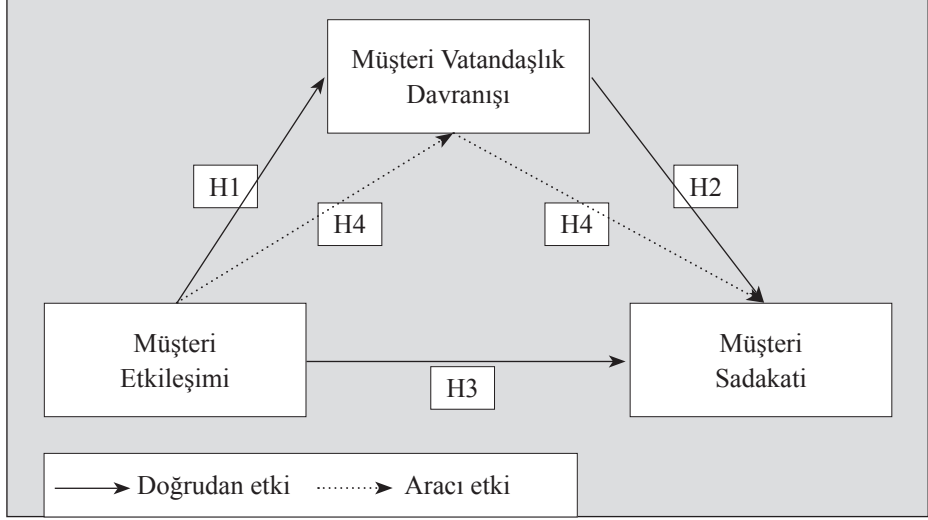 Müşteri Vatandaşlık
Davranışı
H1
H2
H4
H4
Müşteri
Etkileşimi
Müşteri
Sadakati
H3
Doğrudan etki
Aracı etki